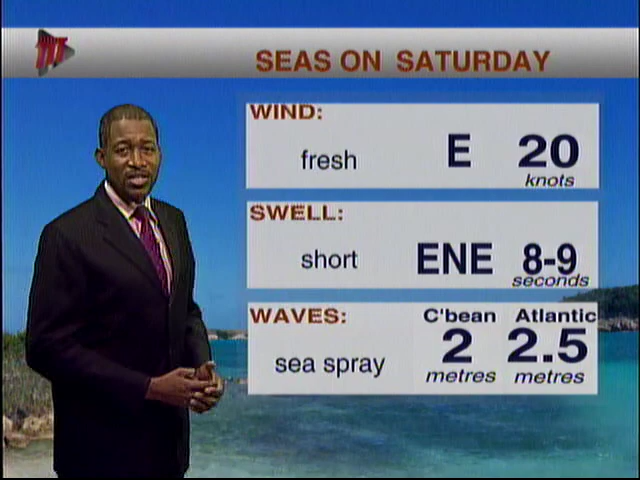 SEAS ON SATURDAY
WIND:
fresh E 20
knots
SWELL:
short ENE 8-9
seconds
WAVES: C'bean Atlantic
sea spray 2 2.5
metres metres